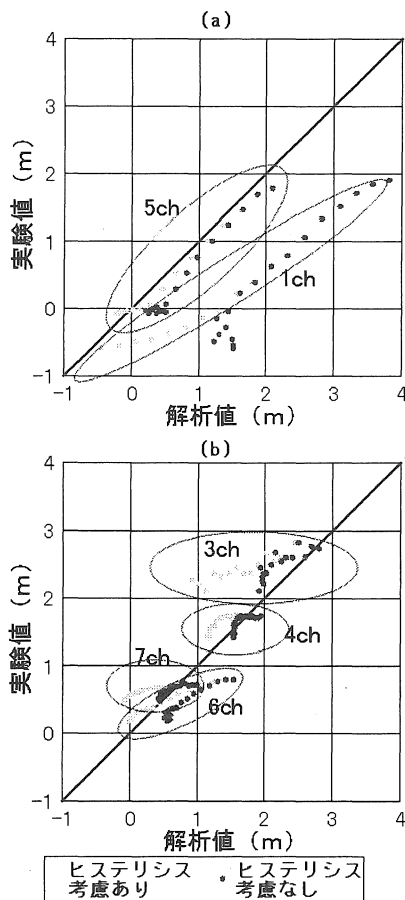 (a)
4
3
2
1
0
-1
実験値（m）
5ch
1ch
-1 0 1 2 3 4
解析値（m）
(b)
4
3
2
1
0
-1
実験値（m）
3ch
4ch
7ch
6ch
-1 0 1 2 3 4
解析値（m）
ヒステリシス
考慮あり
ヒステリシス
考慮なし